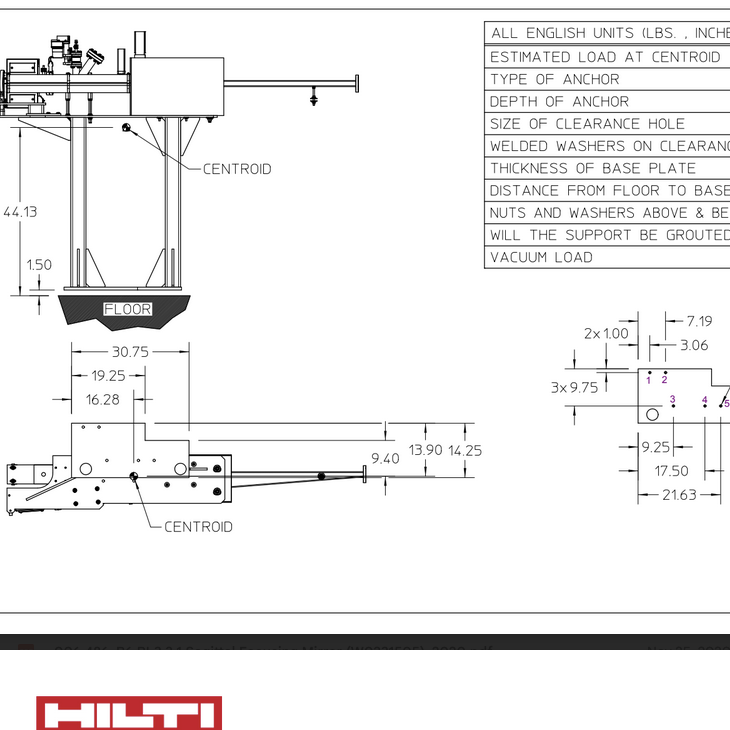 ALL ENGLISH UNITS (LBS. , INCHE
ESTIMATED LOAD AT CENTROID
TYPE OF ANCHOR
DEPTH OF ANCHOR
SIZE OF CLEARANCE HOLE
WELDED WASHERS ON CLEARANC
THICKNESS OF BASE PLATE
DISTANCE FROM FLOOR TO BASE
NUTS AND WASHERS ABOVE & BE
WILL THE SUPPORT BE GROUTED
VACUUM LOAD
CENTROID
44.13
1.50
FLOOR
30.75
19.25
16.28
9.40
13.90
14.25
CENTROID
7.19
2x 1.00
3.06
3x 9.75
1
2
3
4
5
9.25
17.50
21.63
HILTI